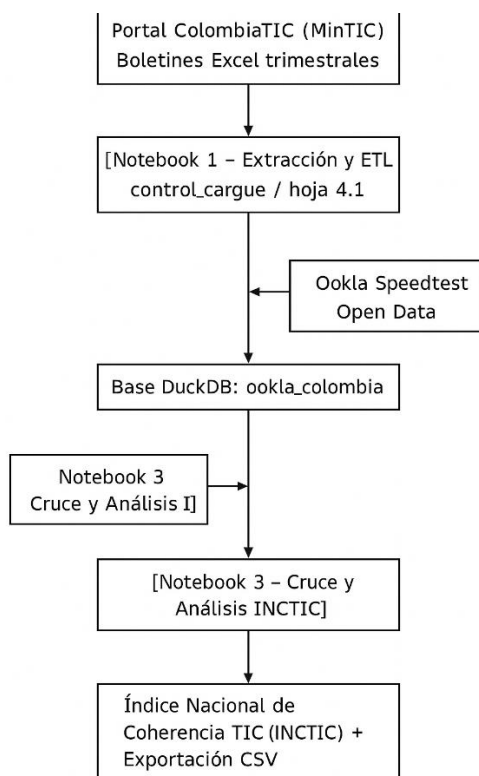 Portal ColombiaTIC (MinTIC)
Boletines Excel trimestrales
[Notebook 1 – Extracción y ETL
control_cargue / hoja 4.1
Ookla Speedtest
Open Data
Base DuckDB: ookla_colombia
Notebook 3
Cruce y Análisis I]
[Notebook 3 – Cruce y
Análisis INCTIC]
Índice Nacional de
Coherencia TIC (INCTIC) +
Exportación CSV